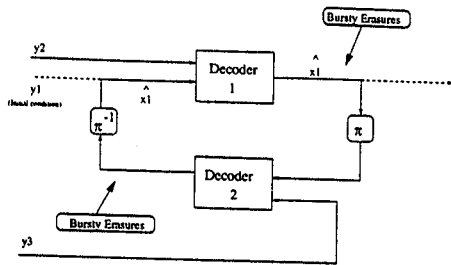 Bursty Erasures
y2
Decoder
1
^
x1
y1
(Initial condition)
^
x1
π-1
π
Decoder
2
Bursty Erasures
y3